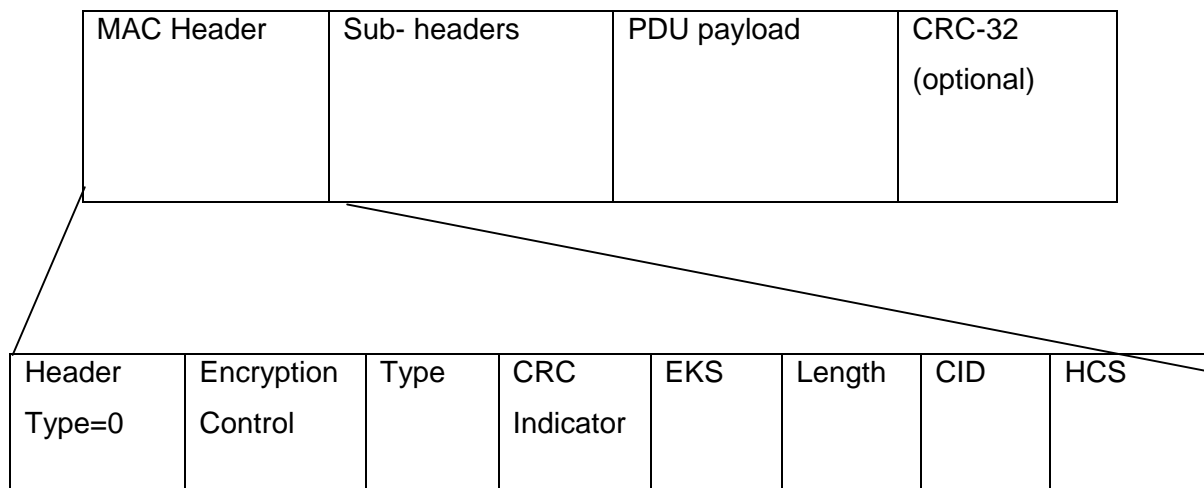 MAC Header Sub- headers PDU payload CRC-32
(optional)
Header Encryption Type CRC EKS Length CID HCS
Type=0 Control Indicator